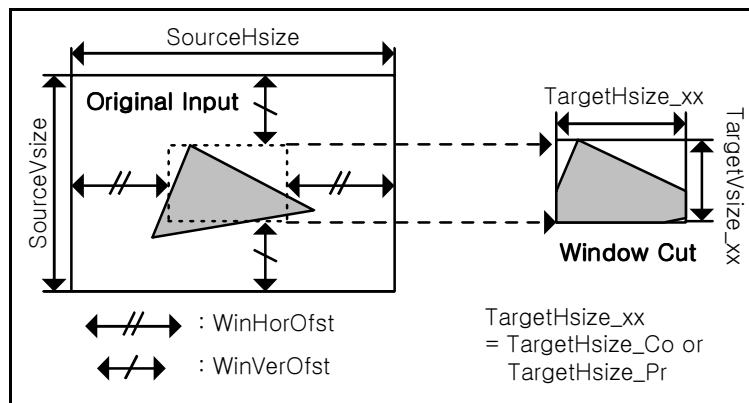 SourceHsize
SourceVsize
Original Input
TargetHsize_xx
TargetVsize_xx
Window Cut
: WinHorOfst
: WinVerOfst
TargetHsize_xx
= TargetHsize_Co or
TargetHsize_Pr